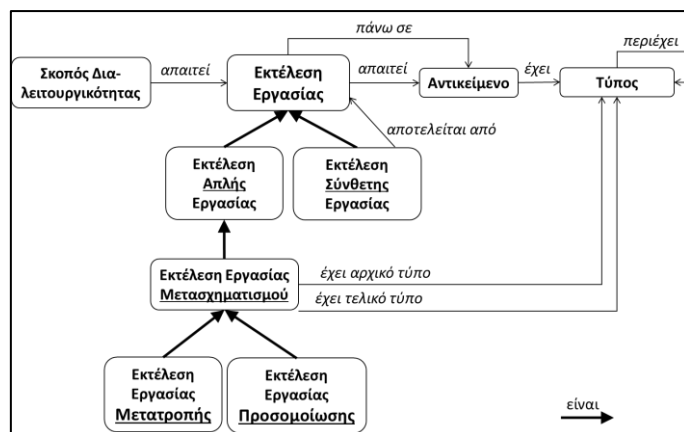 πάνω σε
περιέχει
Σκοπός Δια-
λειτουργικότητας
απαιτεί
Εκτέλεση
Εργασίας
απαιτεί
Αντικείμενο
έχει
Τύπος
αποτελείται από
Εκτέλεση
Απλής
Εργασίας
Εκτέλεση
Σύνθετης
Εργασίας
Εκτέλεση Εργασίας
Μετασχηματισμού
έχει αρχικό τύπο
έχει τελικό τύπο
Εκτέλεση
Εργασίας
Μετατροπής
Εκτέλεση
Εργασίας
Προσομοίωσης
είναι